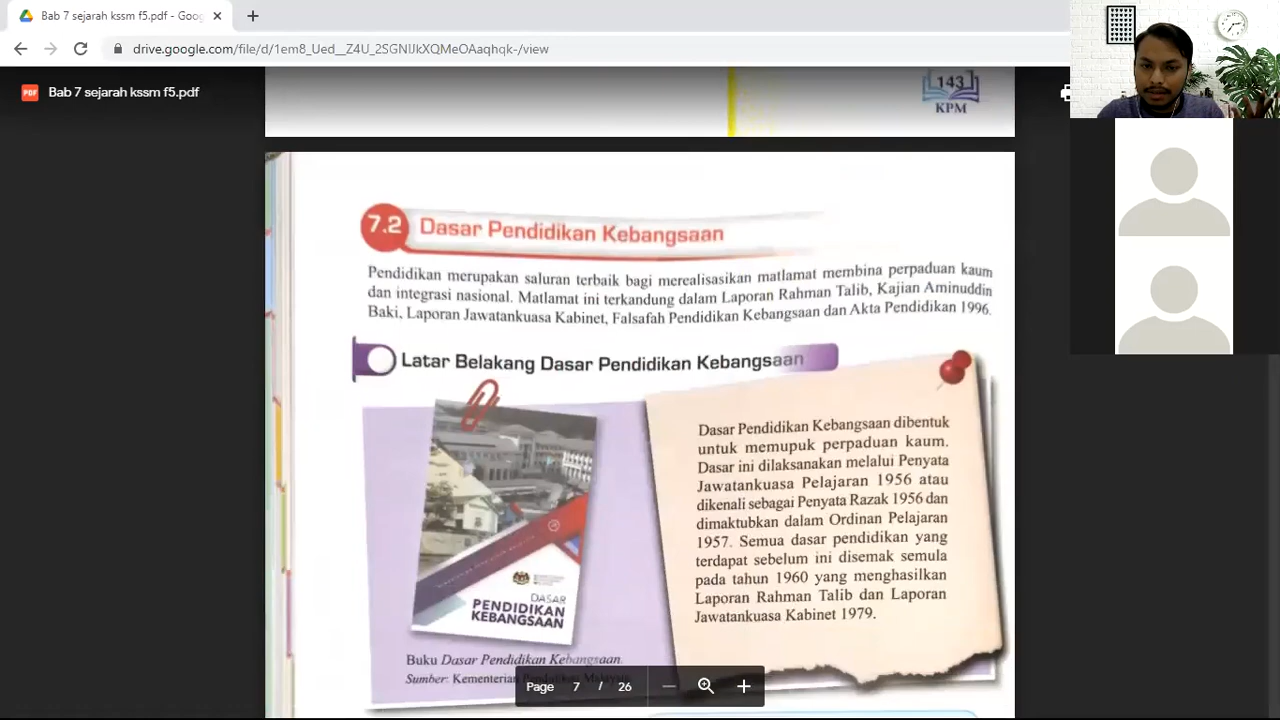 Bab 7 sejarah kssm f5.pdf - Goo
drive.google.com/file/d/1em8_Ued__Z4U_2SGNlJkXQMeOAaqhqk-/view
PDF
Bab 7 sejarah kssm f5.pdf
143
KPM
7.2 Dasar Pendidikan Kebangsaan
Pendidikan merupakan saluran terbaik bagi merealisasikan matlamat membina perpaduan kaum
dan integrasi nasional. Matlamat ini terkandung dalam Laporan Rahman Talib, Kajian Aminuddin
Baki, Laporan Jawatankuasa Kabinet, Falsafah Pendidikan Kebangsaan dan Akta Pendidikan 1996.
Latar Belakang Dasar Pendidikan Kebangsaan
Dasar Pendidikan Kebangsaan dibentuk
untuk memupuk perpaduan kaum.
Dasar ini dilaksanakan melalui Penyata
Jawatankuasa Pelajaran 1956 atau
dikenali sebagai Penyata Razak 1956 dan
dimaktubkan dalam Ordinan Pelajaran
1957. Semua dasar pendidikan yang
terdapat sebelum ini disemak semula
pada tahun 1960 yang menghasilkan
Laporan Rahman Talib dan Laporan
Jawatankuasa Kabinet 1979.
DASAR
PENDIDIKAN
KEBANGSAAN
Buku Dasar Pendidikan Kebangsaan.
Sumber: Kementerian
Page 7 / 26